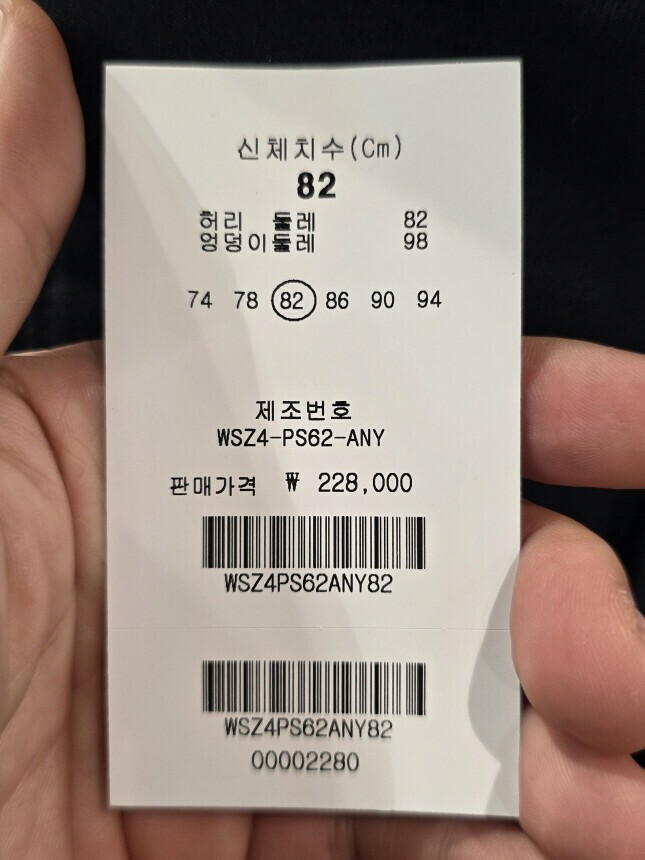 신체치수(Cm)
82
허리 둘레 82
엉덩이둘레 98
74 78 82 86 90 94
제조번호
WSZ4-PS62-ANY
판매가격 ₩ 228,000
WSZ4PS62ANY82
WSZ4PS62ANY82
00002280